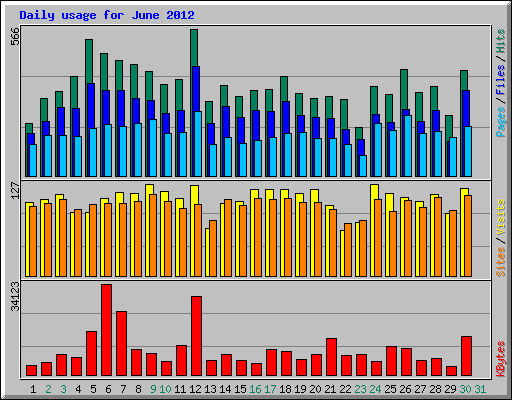 Daily usage for June 2012
566
Pages / Files / Hits
127
Sites / Visits
34123
KBytes
1 2 3 4 5 6 7 8 9 10 11 12 13 14 15 16 17 18 19 20 21 22 23 24 25 26 27 28 29 30 31